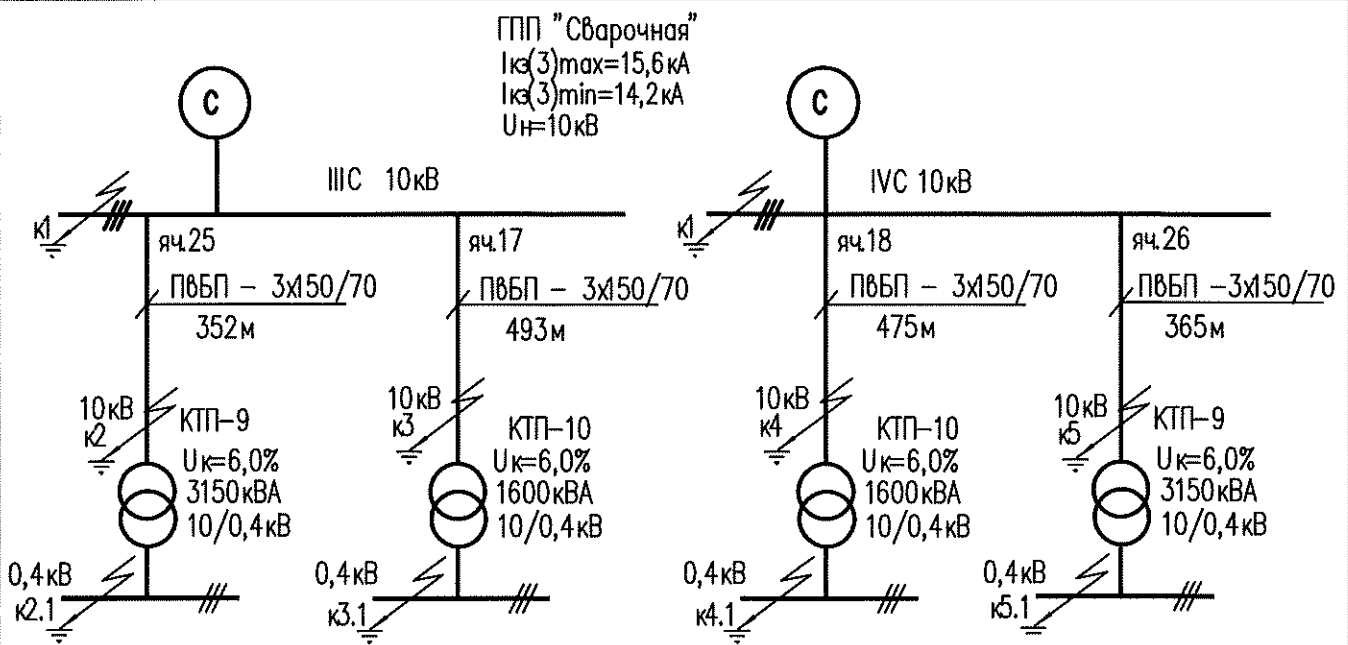 ГПП "Сварочная"
Iкз(3)max=15,6кА
Iкз(3)min=14,2кА
Uн=10кВ
С
С
IIIС 10кВ
IVС 10кВ
к1
к1
яч.25
яч.17
яч.18
яч.26
ПвБП - 3х150/70
352м
ПвБП - 3х150/70
493м
ПвБП - 3х150/70
475м
ПвБП -3х150/70
365м
10кВ
к2
КТП-9
Uк=6,0%
3150кВА
10/0,4кВ
10кВ
к3
КТП-10
Uк=6,0%
1600кВА
10/0,4кВ
10кВ
к4
КТП-10
Uк=6,0%
1600кВА
10/0,4кВ
10кВ
к5
КТП-9
Uк=6,0%
3150кВА
10/0,4кВ
0,4кВ
к2.1
0,4кВ
к3.1
0,4кВ
к4.1
0,4кВ
к5.1